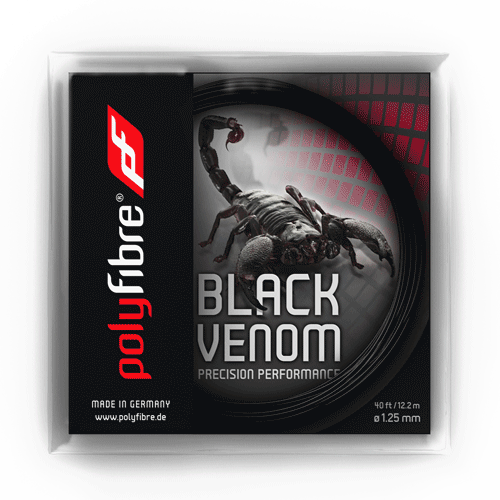 polyfibre®
BLACK
VENOM
PRECISION PERFORMANCE
MADE IN GERMANY
www.polyfibre.de
40 ft / 12.2 m
ø 1.25 mm